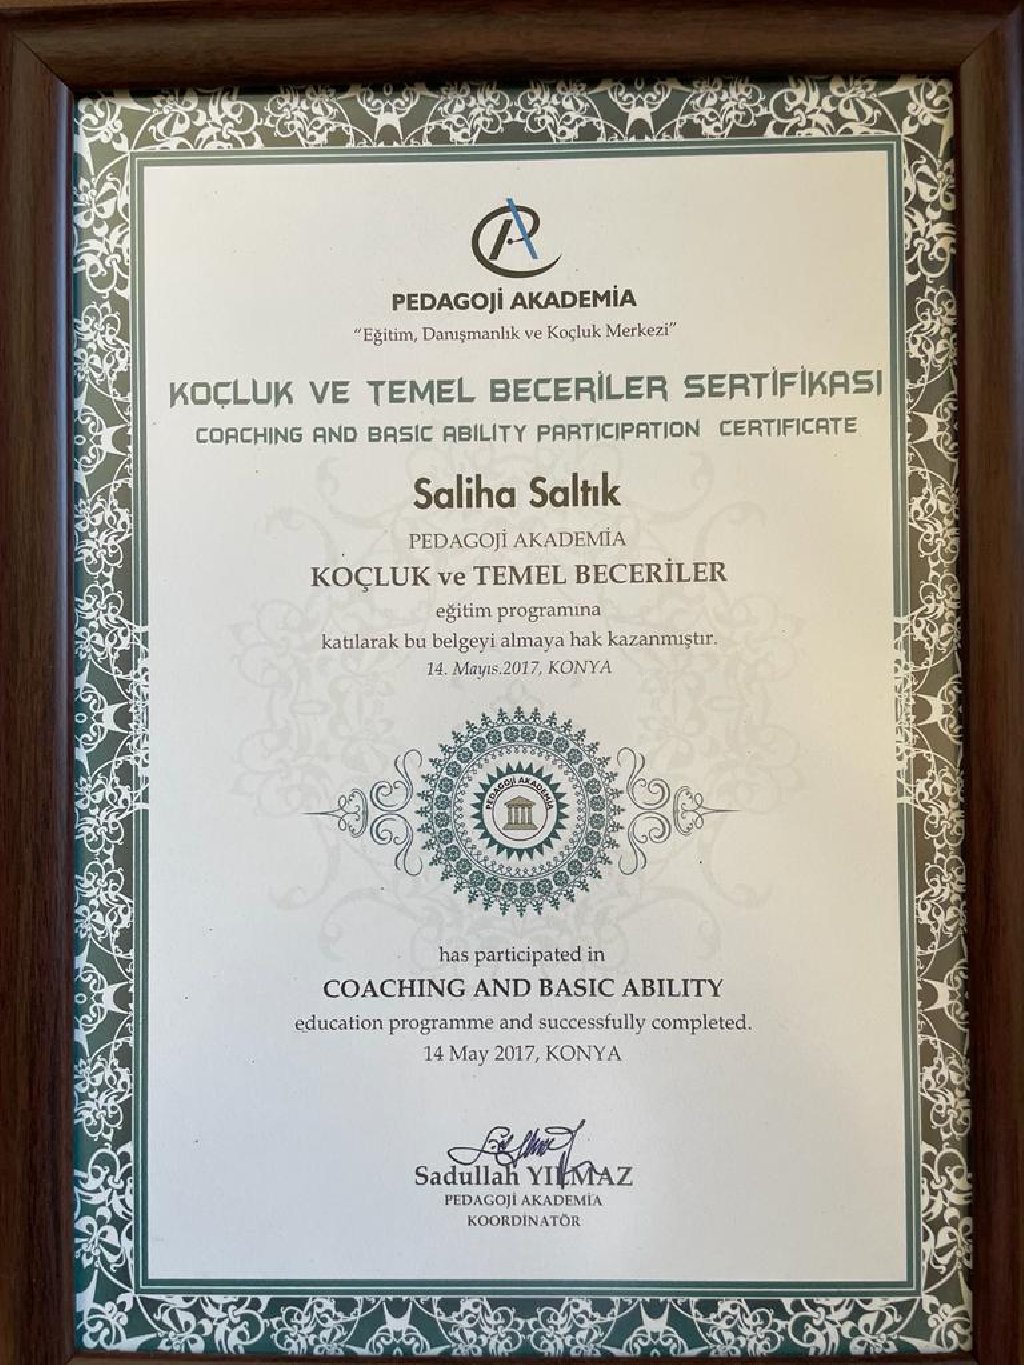 PEDAGOJİ AKADEMİA
“Eğitim, Danışmanlık ve Koçluk Merkezi”
KOÇLUK VE TEMEL BECERİLER SERTİFİKASI
COACHING AND BASIC ABILITY PARTICIPATION CERTIFICATE
Saliha Saltık
PEDAGOJİ AKADEMİA
KOÇLUK ve TEMEL BECERİLER
eğitim programına
katılarak bu belgeyi almaya hak kazanmıştır.
14. Mayıs.2017, KONYA
PEDAGOJİ AKADEMİA
has participated in
COACHING AND BASIC ABILITY
education programme and successfully completed.
14 May 2017, KONYA
Sadullah YILMAZ
PEDAGOJİ AKADEMİA
KOORDİNATÖR